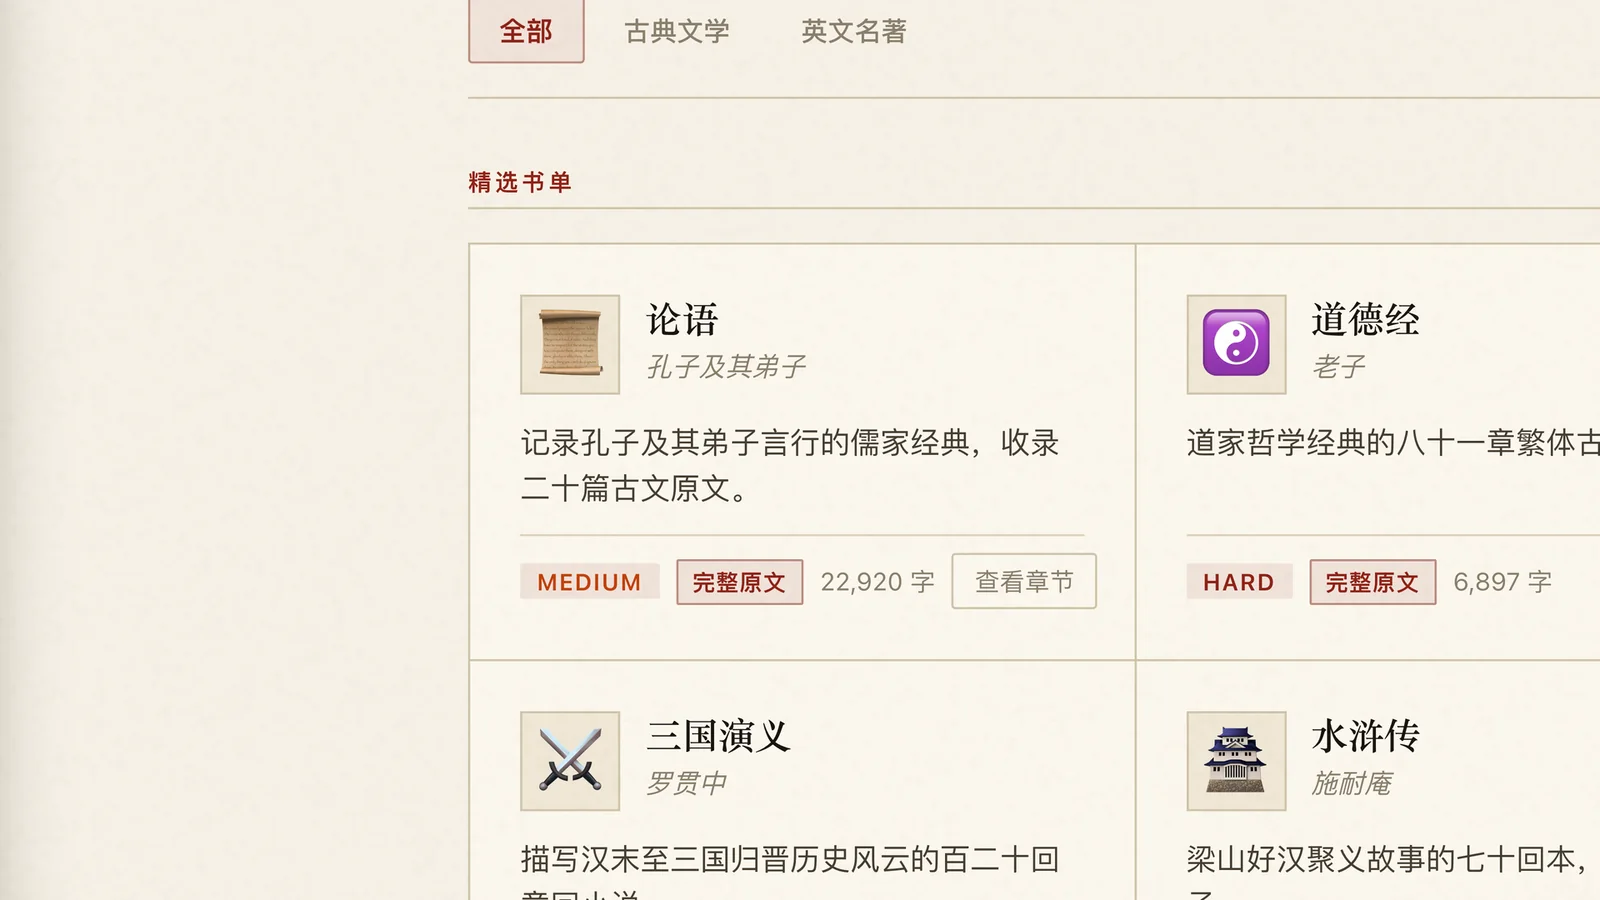 全部
古典文学
英文名著
精选书单
论语
孔子及其弟子
记录孔子及其弟子言行的儒家经典，收录
二十篇古文原文。
MEDIUM
完整原文
22,920 字
查看章节
道德经
老子
道家哲学经典的八十一章繁体古
HARD
完整原文
6,897 字
三国演义
罗贯中
描写汉末至三国归晋历史风云的百二十回
章回小说
水浒传
施耐庵
梁山好汉聚义故事的七十回本，